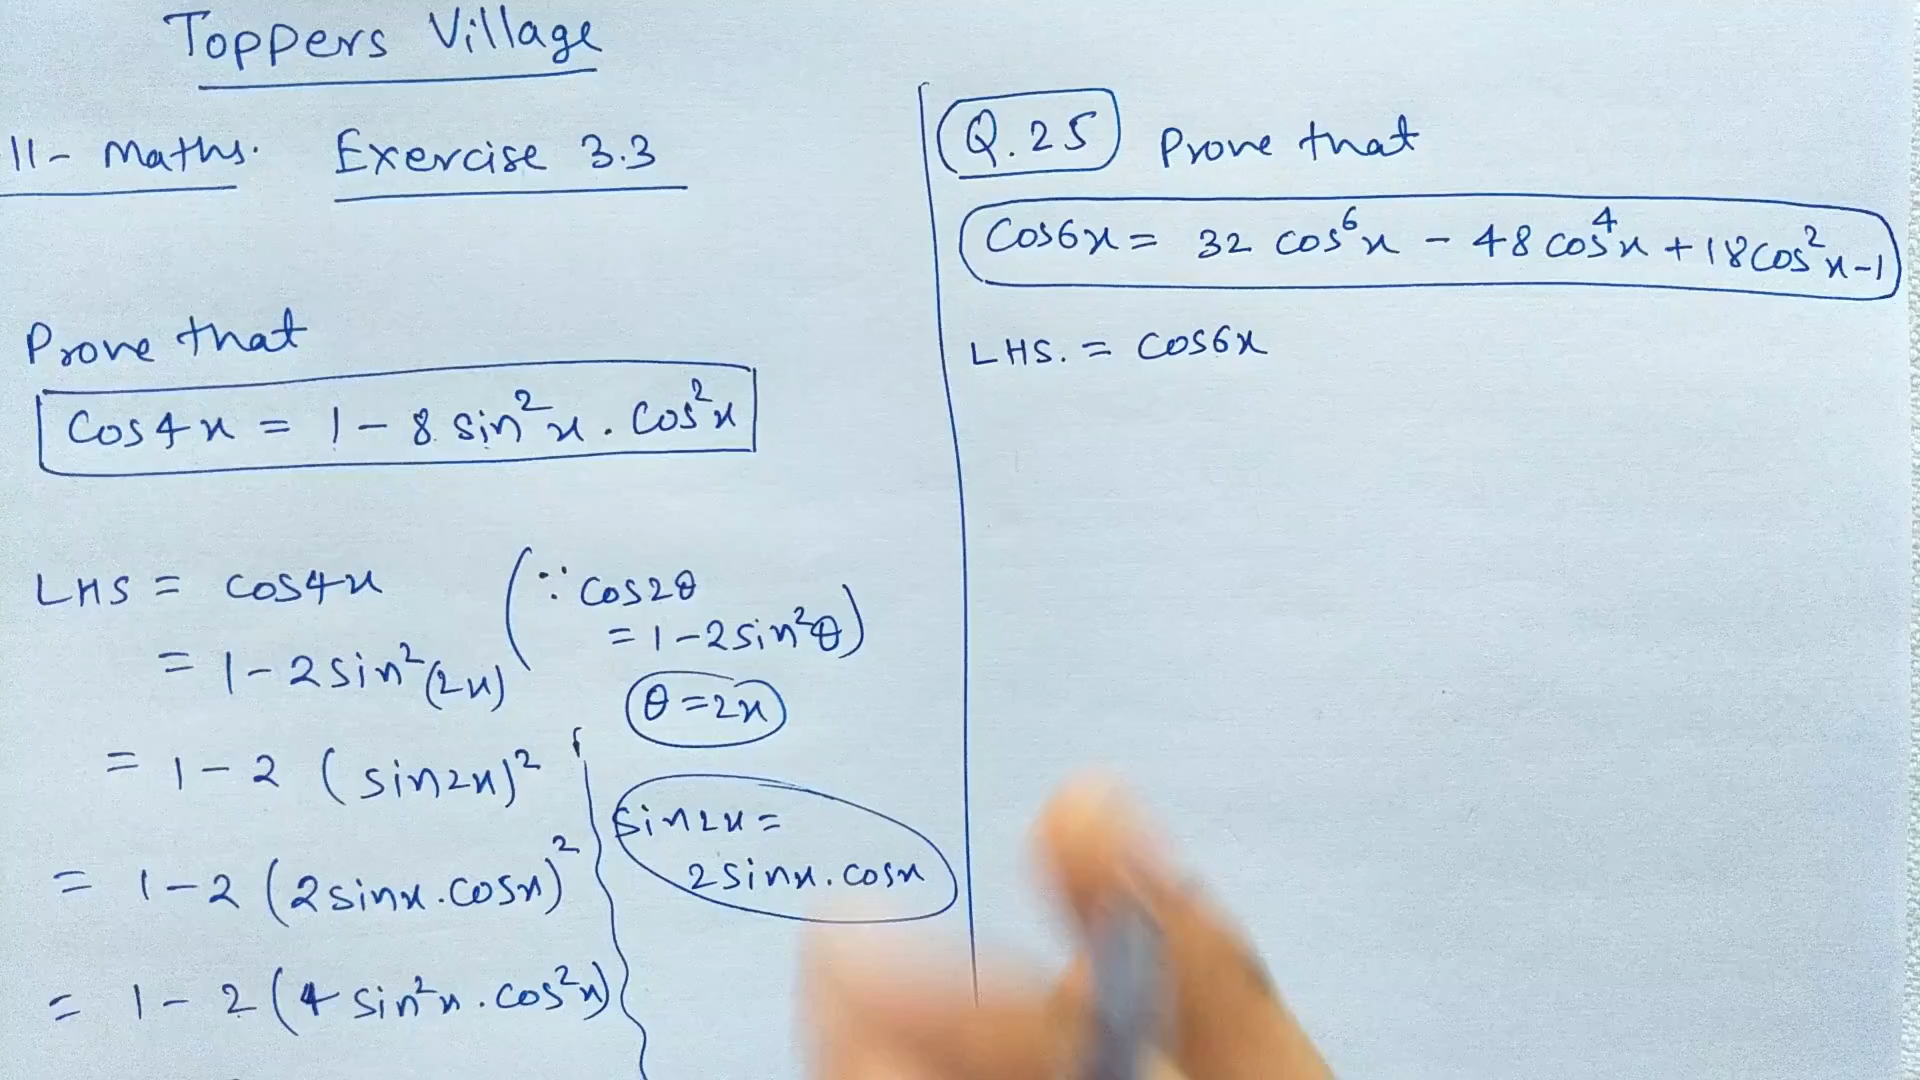 Toppers Village
11- Maths. Exercise 3.3
Prove that
Cos4x = 1 - 8 sin²x . Cos²x
LHS = cos4x
= 1-2sin²(2x)
= 1-2 (sin2x)²
= 1-2 (2sinx.cosx)²
= 1-2 (4 sin²x.cos²x)
(∵ cos2θ
= 1-2sin²θ)
θ=2x
sin2x =
2sinx.cosx
Q.25 Prove that
Cos6x = 32 cos⁶x - 48 cos⁴x + 18cos²x-1
LHS. = cos6x